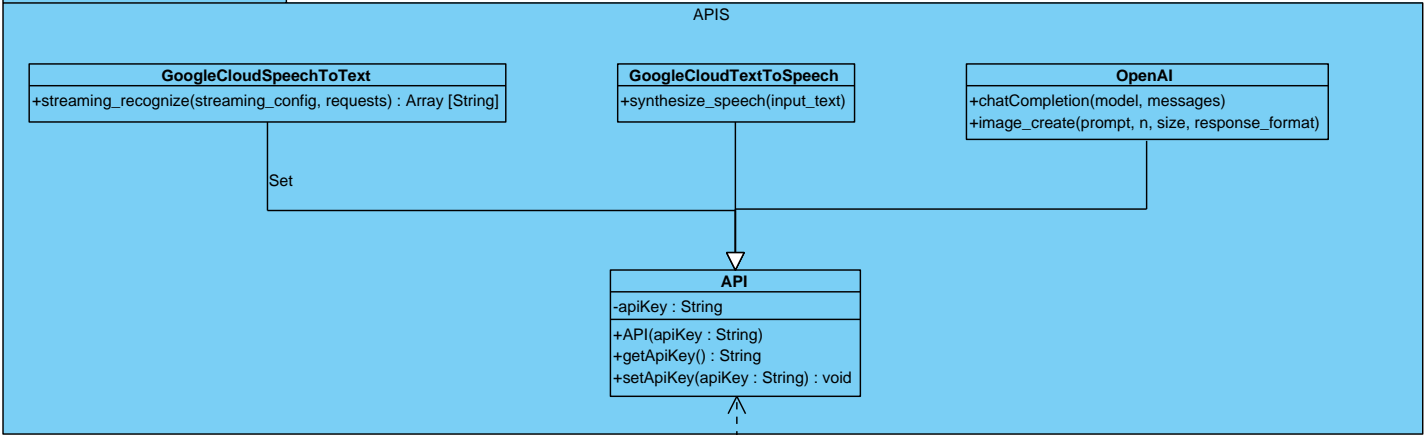 APIS
GoogleCloudSpeechToText
+streaming_recognize(streaming_config, requests) : Array [String]
GoogleCloudTextToSpeech
+synthesize_speech(input_text)
OpenAI
+chatCompletion(model, messages)
+image_create(prompt, n, size, response_format)
Set
API
-apiKey : String
+API(apiKey : String)
+getApiKey() : String
+setApiKey(apiKey : String) : void